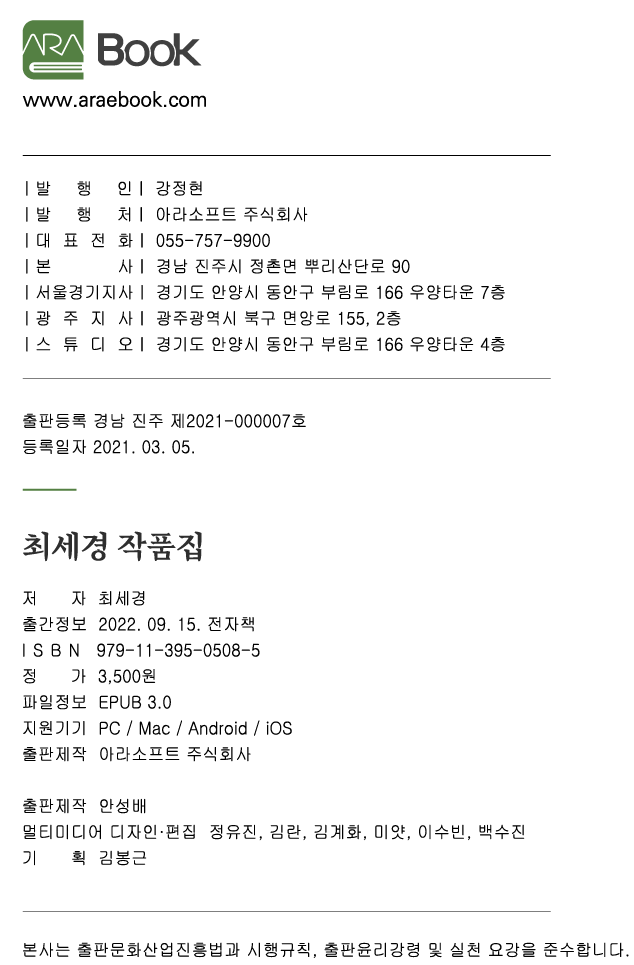 ARA Book
www.araebook.com
| 발 행 인 | 강정현
| 발 행 처 | 아라소프트 주식회사
| 대 표 전 화 | 055-757-9900
| 본 사 | 경남 진주시 정촌면 뿌리산단로 90
| 서울경기지사 | 경기도 안양시 동안구 부림로 166 우양타운 7층
| 광 주 지 사 | 광주광역시 북구 면앙로 155, 2층
| 스 튜 디 오 | 경기도 안양시 동안구 부림로 166 우양타운 4층
출판등록 경남 진주 제2021-000007호
등록일자 2021. 03. 05.
최세경 작품집
저 자 최세경
출간정보 2022. 09. 15. 전자책
I S B N 979-11-395-0508-5
정 가 3,500원
파일정보 EPUB 3.0
지원기기 PC / Mac / Android / iOS
출판제작 아라소프트 주식회사
출판제작 안성배
멀티미디어 디자인·편집 정유진, 김란, 김계화, 미얏, 이수빈, 백수진
기 획 김봉근
본사는 출판문화산업진흥법과 시행규칙, 출판윤리강령 및 실천 요강을 준수합니다.